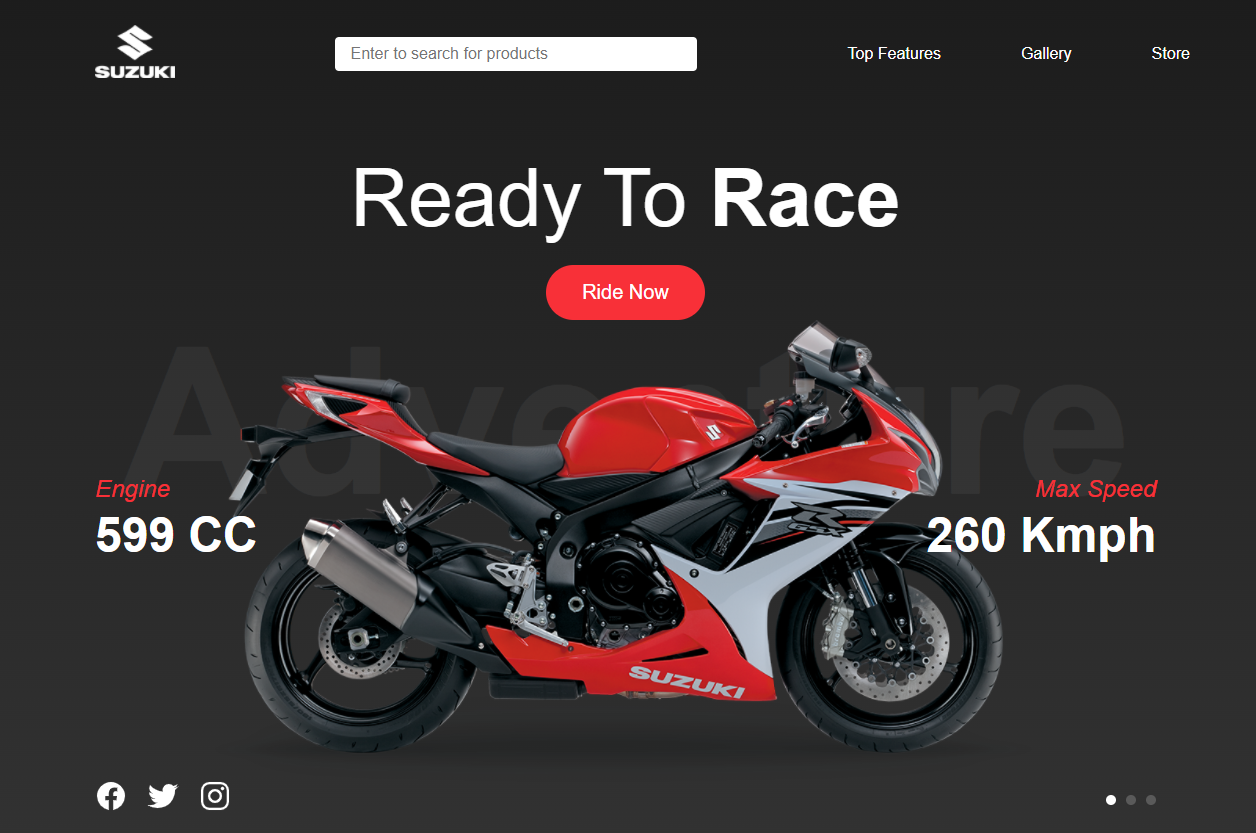 SUZUKI
Enter to search for products
Top Features
Gallery
Store
Ready To Race
Ride Now
Adventure
Engine
599 CC
Max Speed
260 Kmph
SUZUKI